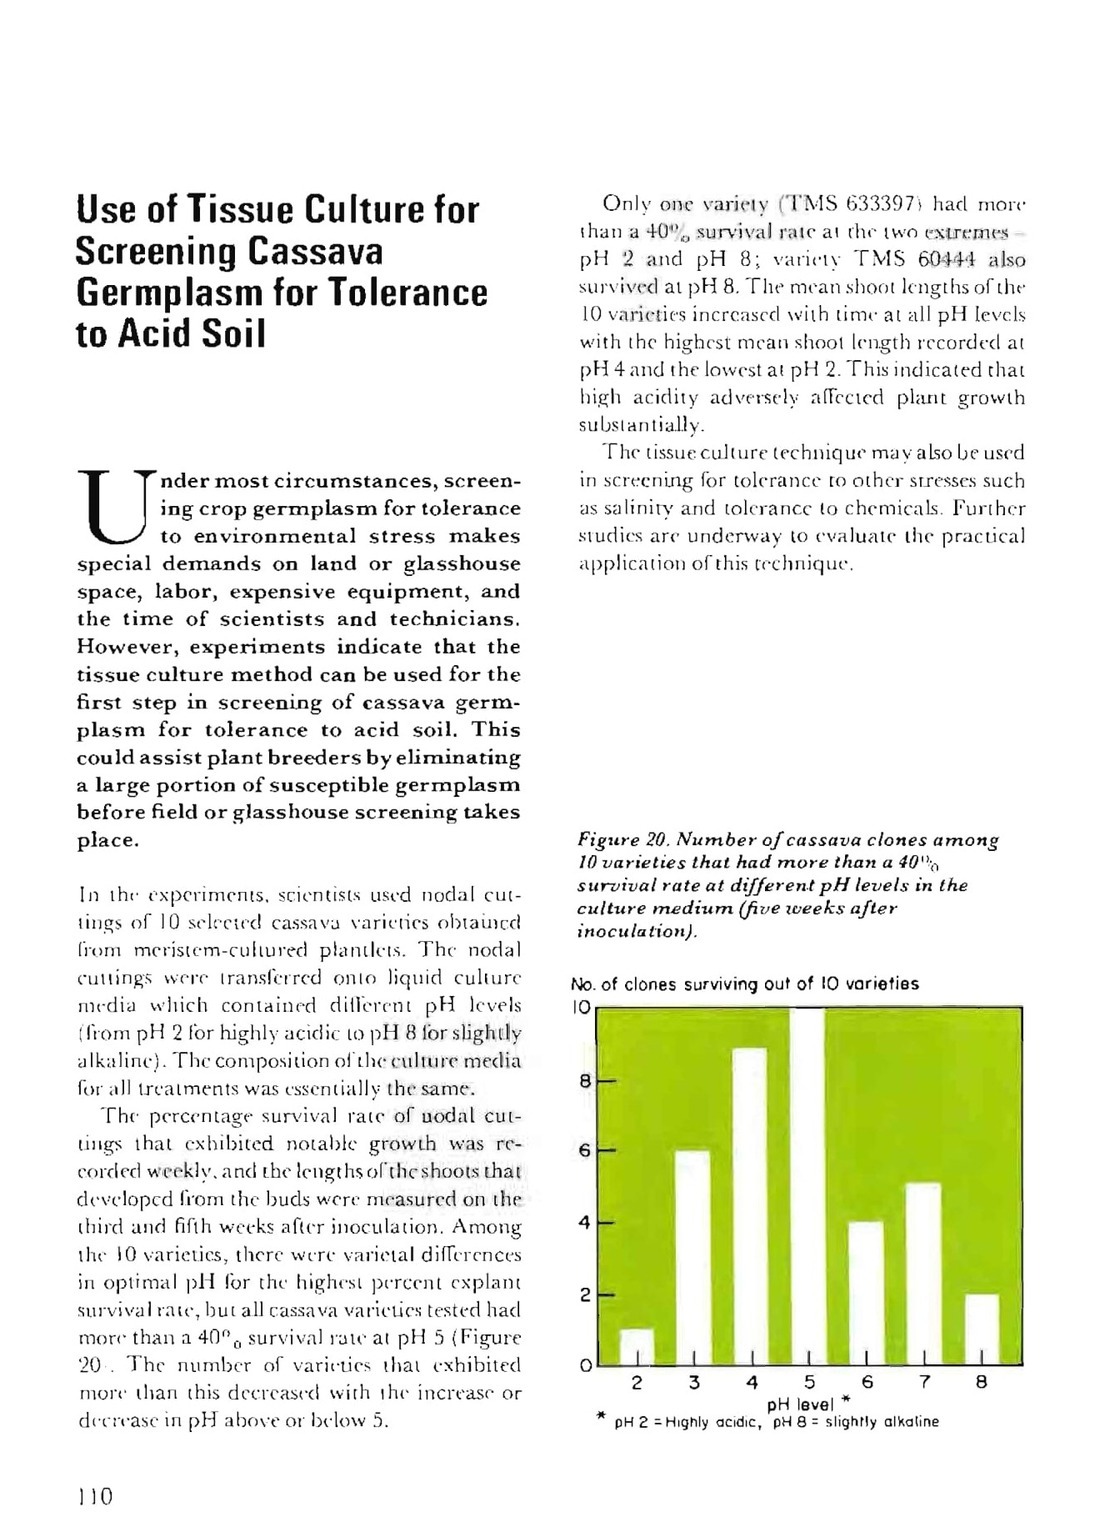 Use of Tissue Culture for
Screening Cassava
Germplasm for Tolerance
to Acid Soil
Under most circumstances, screen-
ing crop germplasm for tolerance
to environmental stress makes
special demands on land or glasshouse
space, labor, expensive equipment, and
the time of scientists and technicians.
However, experiments indicate that the
tissue culture method can be used for the
first step in screening of cassava germ-
plasm for tolerance to acid soil. This
could assist plant breeders by eliminating
a large portion of susceptible germplasm
before field or glasshouse screening takes
place.
In the experiments, scientists used nodal cut-
tings of 10 selected cassava varieties obtained
from meristem-cultured plantlets. The nodal
cuttings were transferred onto liquid culture
media which contained different pH levels
(from pH 2 for highly acidic to pH 8 for slightly
alkaline). The composition of the culture media
for all treatments was essentially the same.
The percentage survival rate of nodal cut-
tings that exhibited notable growth was re-
corded weekly, and the lengths of the shoots that
developed from the buds were measured on the
third and fifth weeks after inoculation. Among
the 10 varieties, there were varietal differences
in optimal pH for the highest percent explant
survival rate, but all cassava varieties tested had
more than a 40% survival rate at pH 5 (Figure
20). The number of varieties that exhibited
more than this decreased with the increase or
decrease in pH above or below 5.
110
Only one variety (TMS 633397) had more
than a 40% survival rate at the two extremes –
pH 2 and pH 8; variety TMS 60444 also
survived at pH 8. The mean shoot lengths of the
10 varieties increased with time at all pH levels
with the highest mean shoot length recorded at
pH 4 and the lowest at pH 2. This indicated that
high acidity adversely affected plant growth
substantially.
The tissue culture technique may also be used
in screening for tolerance to other stresses such
as salinity and tolerance to chemicals. Further
studies are underway to evaluate the practical
application of this technique.
Figure 20. Number of cassava clones among
10 varieties that had more than a 40%
survival rate at different pH levels in the
culture medium (five weeks after
inoculation).
No. of clones surviving out of 10 varieties
10
8
6
4
2
0
2 3 4 5 6 7 8
pH level *
* pH 2 = Highly acidic, pH 8 = slightly alkaline